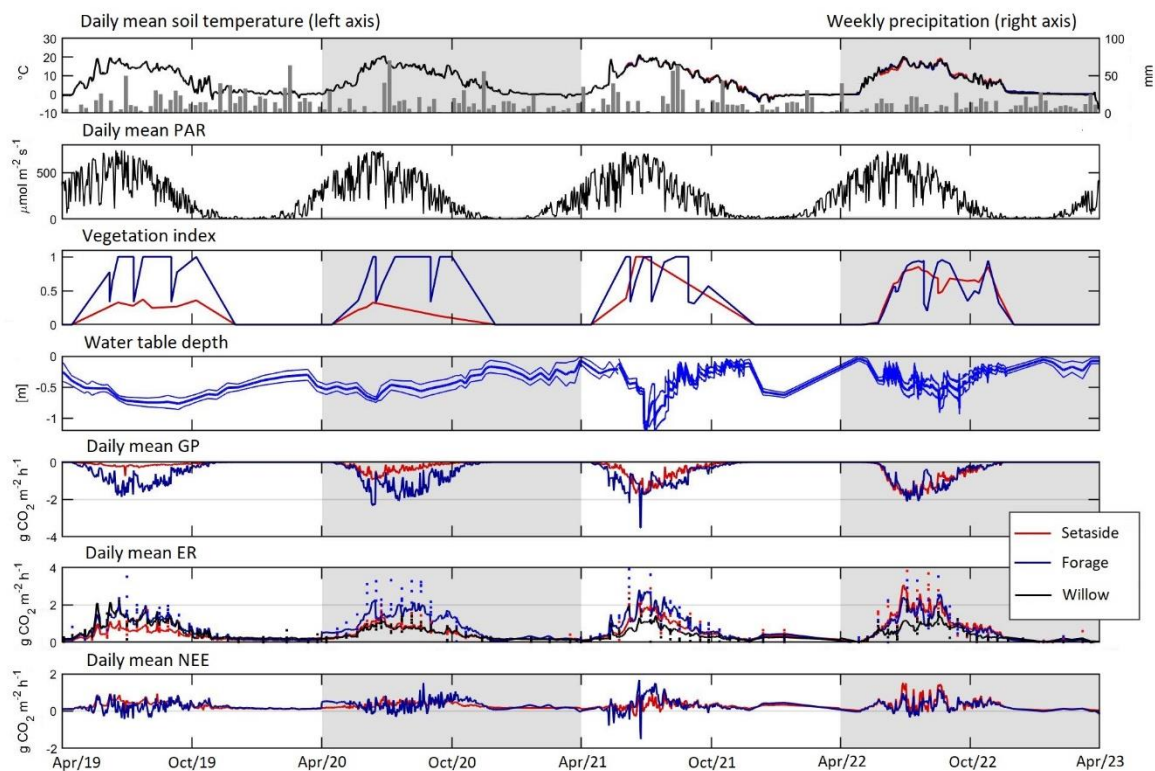 Daily mean soil temperature (left axis) Weekly precipitation (right axis)
30 100
20
°C 10 50 mm
0
-10 0
Daily mean PAR
500
μmol m⁻² s⁻¹
0
Vegetation index
1
0.5
0
Water table depth
0
[m] -0.5
-1
Daily mean GP
0
g CO₂ m⁻² h⁻¹ -2
-4
Setaside
Forage
Willow
Daily mean ER
4
g CO₂ m⁻² h⁻¹ 2
0
Daily mean NEE
2
g CO₂ m⁻² h⁻¹ 0
-2
Apr/19 Oct/19 Apr/20 Oct/20 Apr/21 Oct/21 Apr/22 Oct/22 Apr/23